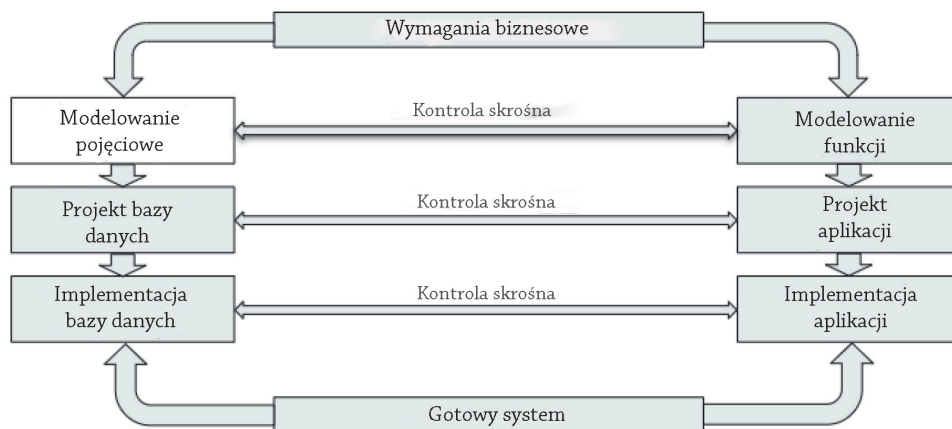 Wymagania biznesowe
Modelowanie
pojęciowe
Kontrola skrośna
Modelowanie
funkcji
Projekt bazy
danych
Kontrola skrośna
Projekt
aplikacji
Implementacja
bazy danych
Kontrola skrośna
Implementacja
aplikacji
Gotowy system